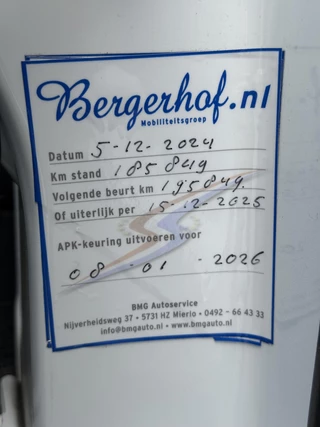 Bergerhof.nl
Mobiliteitsgroep
Datum 5-12-2024
Km stand 185849
Volgende beurt km 195849.
Of uiterlijk per 15-12-2025
APK-keuring uitvoeren voor
08 - 01 - 2026
BMG Autoservice
Nijverheidsweg 37 • 5731 HZ Mierlo • 0492 - 66 43 33
info@bmgauto.nl • www.bmgauto.nl